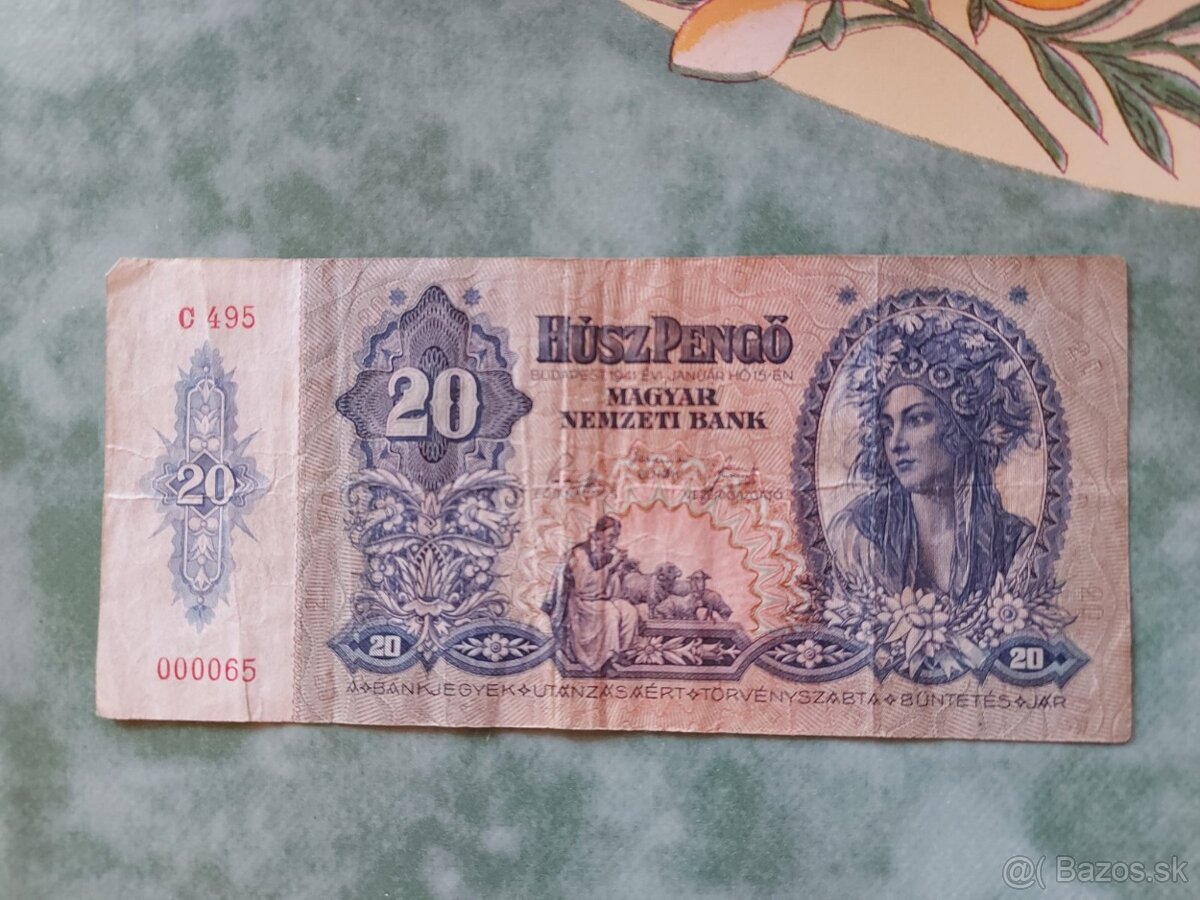 C 495
20
000065
20
HÚSZ PENGŐ
BUDAPEST 1941. ÉVI JANUÁR HÓ 15-ÉN
MAGYAR
NEMZETI BANK
20
20
A BANKJEGYEK UTÁNZÁSÁÉRT TÖRVÉNYSZABTA BÜNTETÉS JÁR
@( Bazos.sk